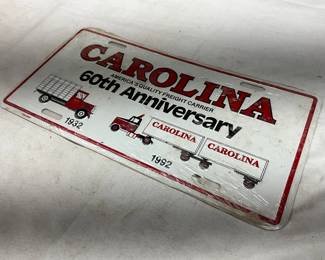 CAROLINA
AMERICA'S QUALITY FREIGHT CARRIER
60th Anniversary
CAROLINA
CAROLINA
1932
1992